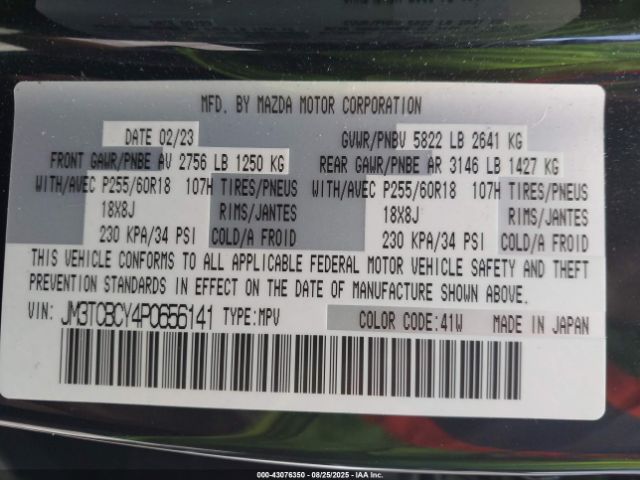 MFD. BY MAZDA MOTOR CORPORATION
DATE 02/23 GVWR/PNBV 5822 LB 2641 KG
FRONT GAWR/PNBE AV 2756 LB 1250 KG REAR GAWR/PNBE AR 3146 LB 1427 KG
WITH/AVEC P255/60R18 107H TIRES/PNEUS WITH/AVEC P255/60R18 107H TIRES/PNEUS
18X8J RIMS/JANTES 18X8J RIMS/JANTES
230 KPA/34 PSI COLD/A FROID 230 KPA/34 PSI COLD/A FROID
THIS VEHICLE CONFORMS TO ALL APPLICABLE FEDERAL MOTOR VEHICLE SAFETY AND THEFT
PREVENTION STANDARDS IN EFFECT ON THE DATE OF MANUFACTURE SHOWN ABOVE.
VIN: JM3TCBCY4P0656141 TYPE:MPV COLOR CODE:41W MADE IN JAPAN
000-43076350 - 08/25/2025 - IAAI.COM